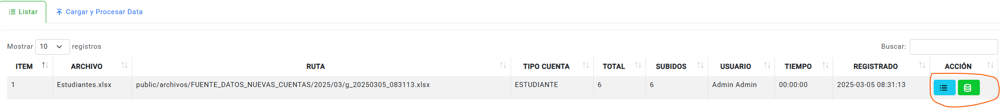 Listar Cargar y Procesar Data
Mostrar 10 registros Buscar:
ITEM ARCHIVO RUTA TIPO CUENTA TOTAL SUBIDOS USUARIO TIEMPO REGISTRADO ACCIÓN
1 Estudiantes.xlsx public/archivos/FUENTE_DATOS_NUEVAS_CUENTAS/2025/03/g_20250305_083113.xlsx ESTUDIANTE 6 6 Admin Admin 00:00:00 2025-03-05 08:31:13